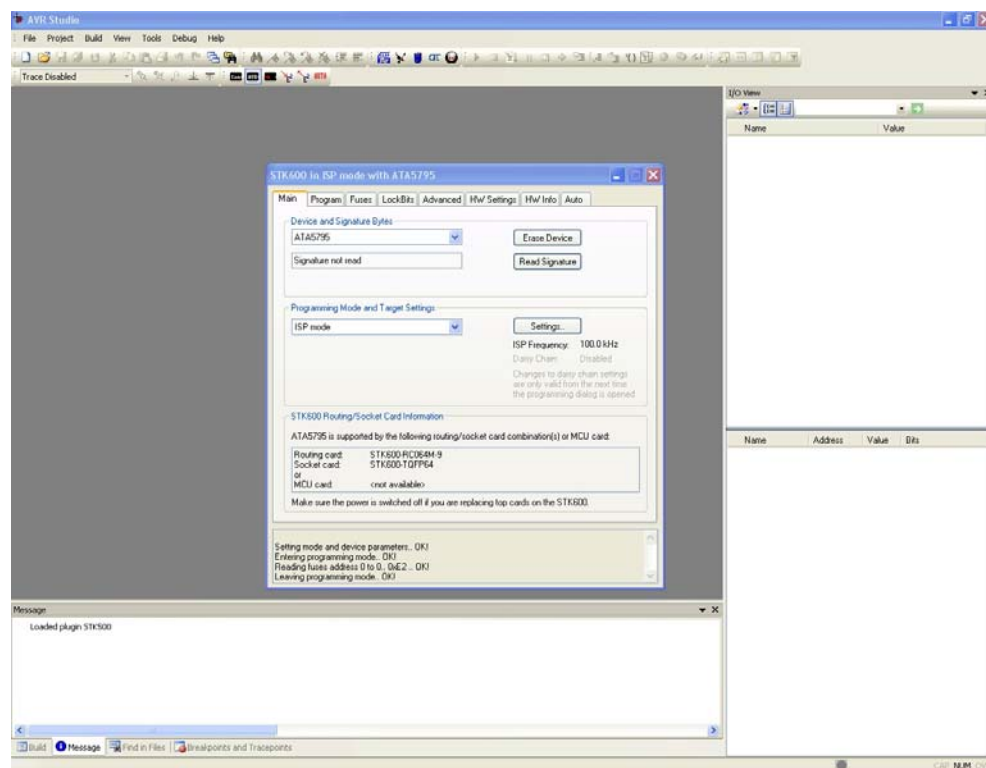 AVR Studio
File Project Build View Tools Debug Help
Trace Disabled
I/O View
Name Value
STK600 in ISP mode with ATA5795
Main Program Fuses LockBits Advanced HW Settings HW Info Auto
Device and Signature Bytes
ATA5795
Erase Device
Signature not read
Read Signature
Programming Mode and Target Settings
ISP mode
Settings..
ISP Frequency: 100.0 kHz
Daisy Chain: Disabled
Changes to daisy chain settings
are only valid from the next time
the programming dialog is opened
STK600 Routing/Socket Card Information
ATA5795 is supported by the following routing/socket card combination(s) or MCU card:
Routing card: STK600-RC064M-9
Socket card: STK600-TQFP64
or
MCU card: <not available>
Make sure the power is switched off if you are replacing top cards on the STK600.
Setting mode and device parameters.. OK!
Entering programming mode.. OK!
Reading fuses address 0 to 0.. 0xE2 .. OK!
Leaving programming mode.. OK!
Name Address Value Bits
Message
Loaded plugin STK500
Build Message Find in Files Breakpoints and Tracepoints
CAP NUM